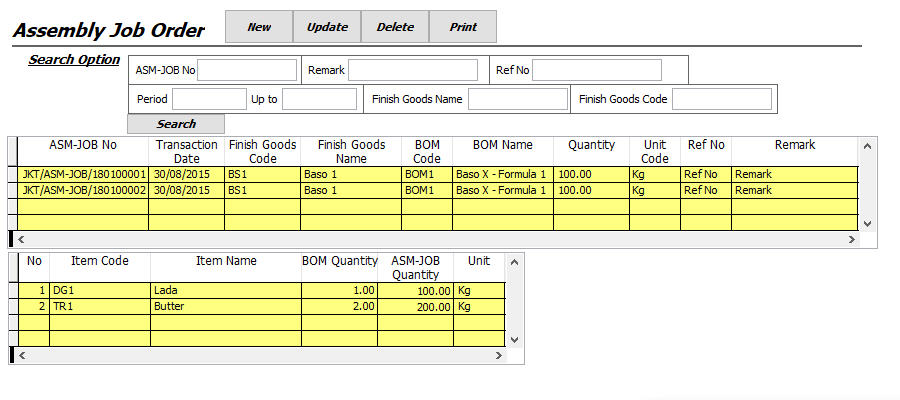 Assembly Job Order New Update Delete Print
Search Option
ASM-JOB No Remark Ref No
Period Up to Finish Goods Name Finish Goods Code
Search
ASM-JOB No Transaction Date Finish Goods Code Finish Goods Name BOM Code BOM Name Quantity Unit Code Ref No Remark
JKT/ASM-JOB/180100001 30/08/2015 BS1 Baso 1 BOM1 Baso X - Formula 1 100.00 Kg Ref No Remark
JKT/ASM-JOB/180100002 30/08/2015 BS1 Baso 1 BOM1 Baso X - Formula 1 100.00 Kg Ref No Remark
No Item Code Item Name BOM Quantity ASM-JOB Quantity Unit
1 DG1 Lada 1.00 100.00 Kg
2 TR1 Butter 2.00 200.00 Kg